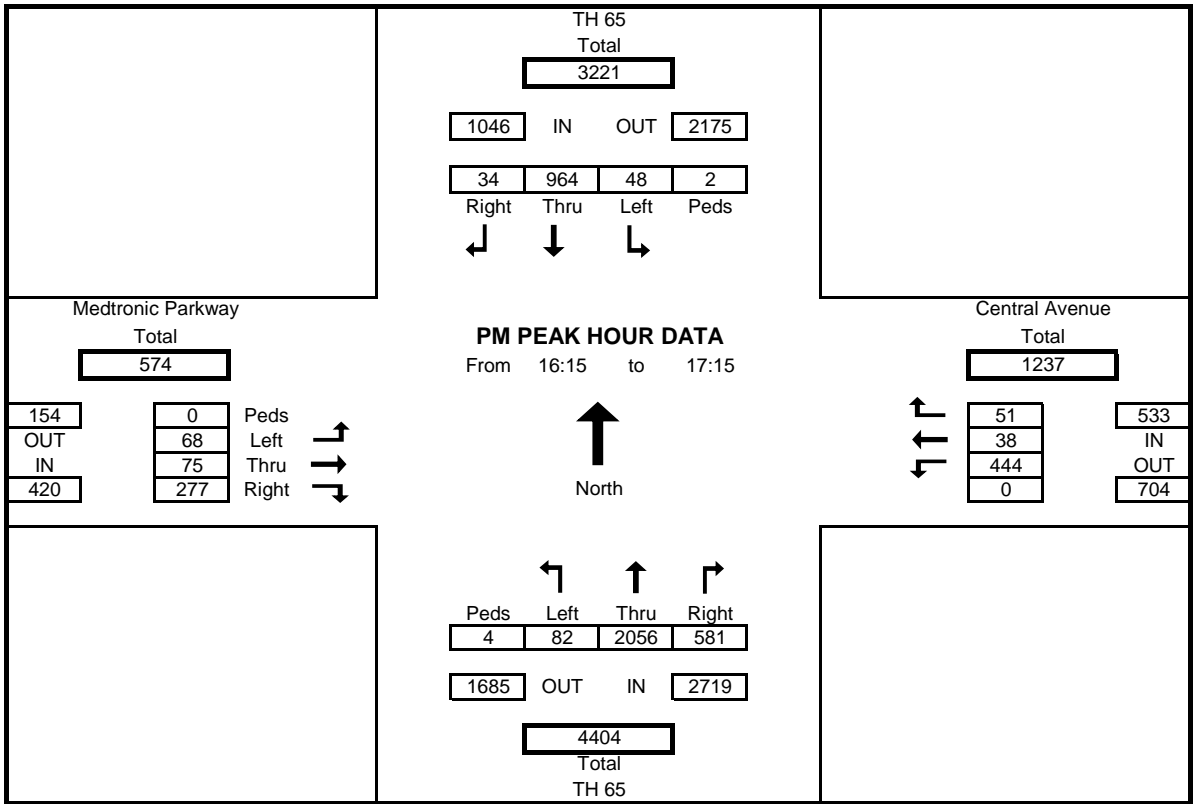 TH 65
Total
3221
1046 IN OUT 2175
34 964 48 2
Right Thru Left Peds
Medtronic Parkway
Total
574
154 0 Peds
OUT 68 Left
IN 75 Thru
420 277 Right
PM PEAK HOUR DATA
From 16:15 to 17:15
North
Central Avenue
Total
1237
51 533
38 IN
444 OUT
0 704
Peds Left Thru Right
4 82 2056 581
1685 OUT IN 2719
4404
Total
TH 65